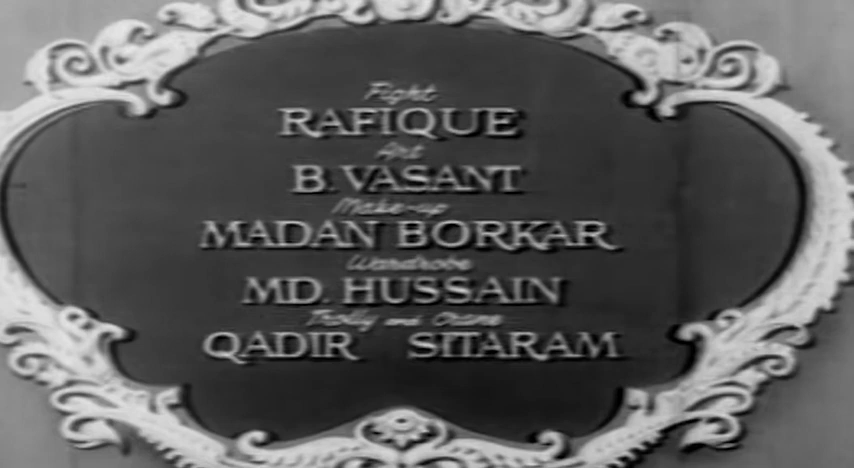 Fight
RAFIQUE
Art
B. VASANT
Make-up
MADAN BORKAR
Wardrobe
MD. HUSSAIN
Trolly and Crane
QADIR SITARAM